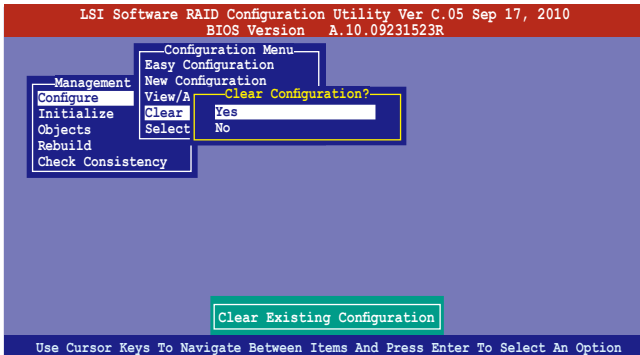 LSI Software RAID Configuration Utility Ver C.05 Sep 17, 2010
BIOS Version A.10.09231523R
Configuration Menu
Easy Configuration
New Configuration
View/A
Clear
Select
Management
Configure
Initialize
Objects
Rebuild
Check Consistency
Clear Configuration?
Yes
No
Clear Existing Configuration
Use Cursor Keys To Navigate Between Items And Press Enter To Select An Option